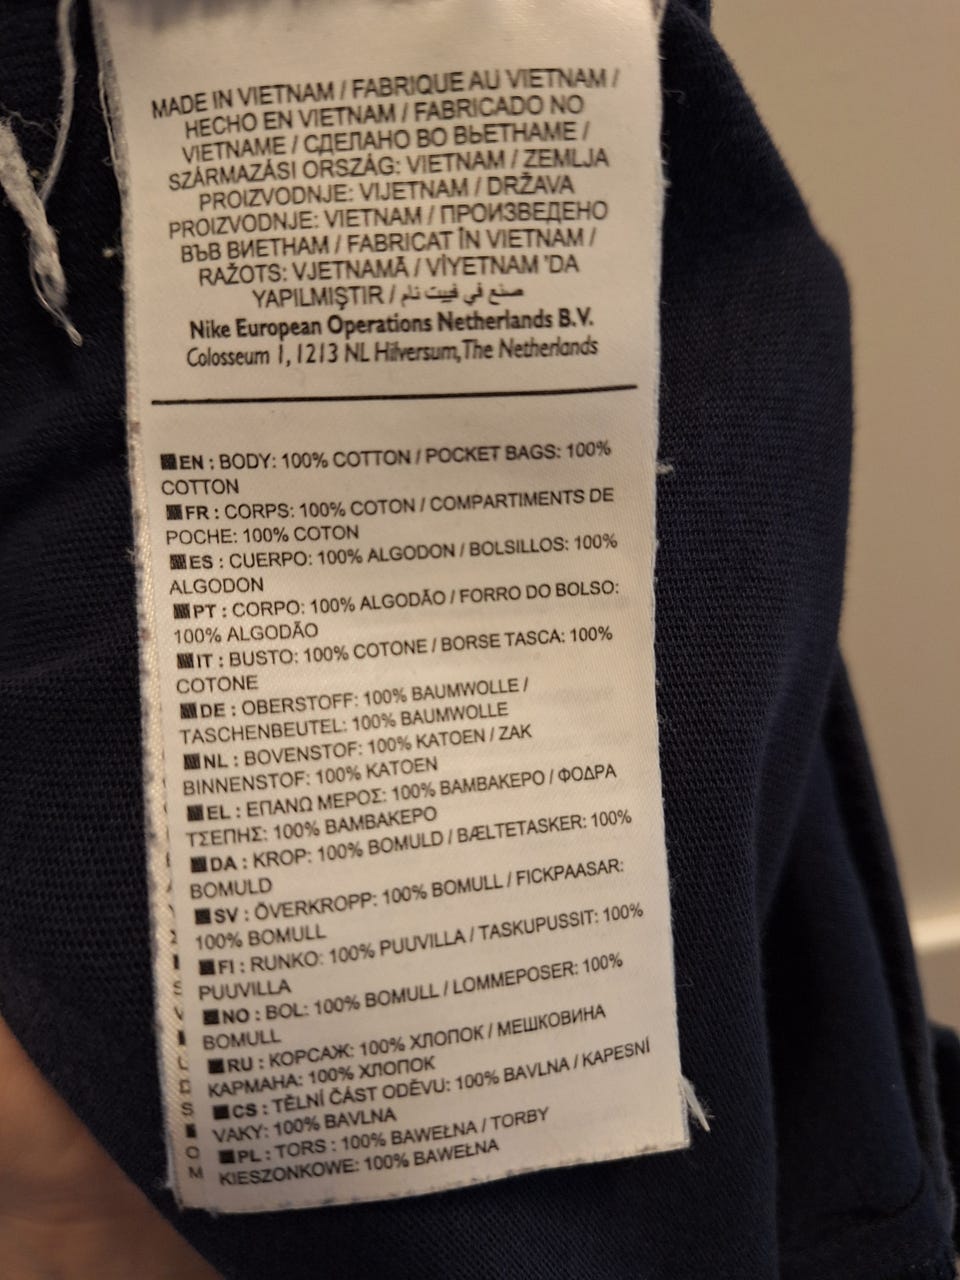 MADE IN VIETNAM / FABRIQUE AU VIETNAM /
HECHO EN VIETNAM / FABRICADO NO
VIETNAME / СДЕЛАНО ВО ВЬЕТНАМЕ /
SZÁRMAZÁSI ORSZÁG: VIETNAM / ZEMLJA
PROIZVODNJE: VIJETNAM / DRŽAVA
PROIZVODNJE: VIETNAM / ПРОИЗВЕДЕНО
ВЪВ ВИЕТНАМ / FABRICAT ÎN VIETNAM /
RAŽOTS: VJETNAMĀ / VİYETNAM 'DA
YAPILMIŞTIR / صنع في فييت نام
Nike European Operations Netherlands B.V.
Colosseum 1, 1213 NL Hilversum, The Netherlands
EN : BODY: 100% COTTON / POCKET BAGS: 100%
COTTON
FR : CORPS: 100% COTON / COMPARTIMENTS DE
POCHE: 100% COTON
ES : CUERPO: 100% ALGODON / BOLSILLOS: 100%
ALGODON
PT : CORPO: 100% ALGODÃO / FORRO DO BOLSO:
100% ALGODÃO
IT : BUSTO: 100% COTONE / BORSE TASCA: 100%
COTONE
DE : OBERSTOFF: 100% BAUMWOLLE /
TASCHENBEUTEL: 100% BAUMWOLLE
NL : BOVENSTOF: 100% KATOEN / ZAK
BINNENSTOF: 100% KATOEN
EL : ΕΠΑΝΩ ΜΕΡΟΣ: 100% ΒΑΜΒΑΚΕΡΟ / ΦΟΔΡΑ
ΤΣΕΠΗΣ: 100% ΒΑΜΒΑΚΕΡΟ
DA : KROP: 100% BOMULD / BÆLTETASKER: 100%
BOMULD
SV : ÖVERKROPP: 100% BOMULL / FICKPAASAR:
100% BOMULL
FI : RUNKO: 100% PUUVILLA / TASKUPUSSIT: 100%
PUUVILLA
NO : BOL: 100% BOMULL / LOMMEPOSER: 100%
BOMULL
RU : КОРСАЖ: 100% ХЛОПОК / МЕШКОВИНА
КАРМАНА: 100% ХЛОПОК
CS : TĚLNÍ ČÁST ODĚVU: 100% BAVLNA / KAPESNÍ
VAKY: 100% BAVLNA
PL : TORS : 100% BAWEŁNA / TORBY
KIESZONKOWE: 100% BAWEŁNA